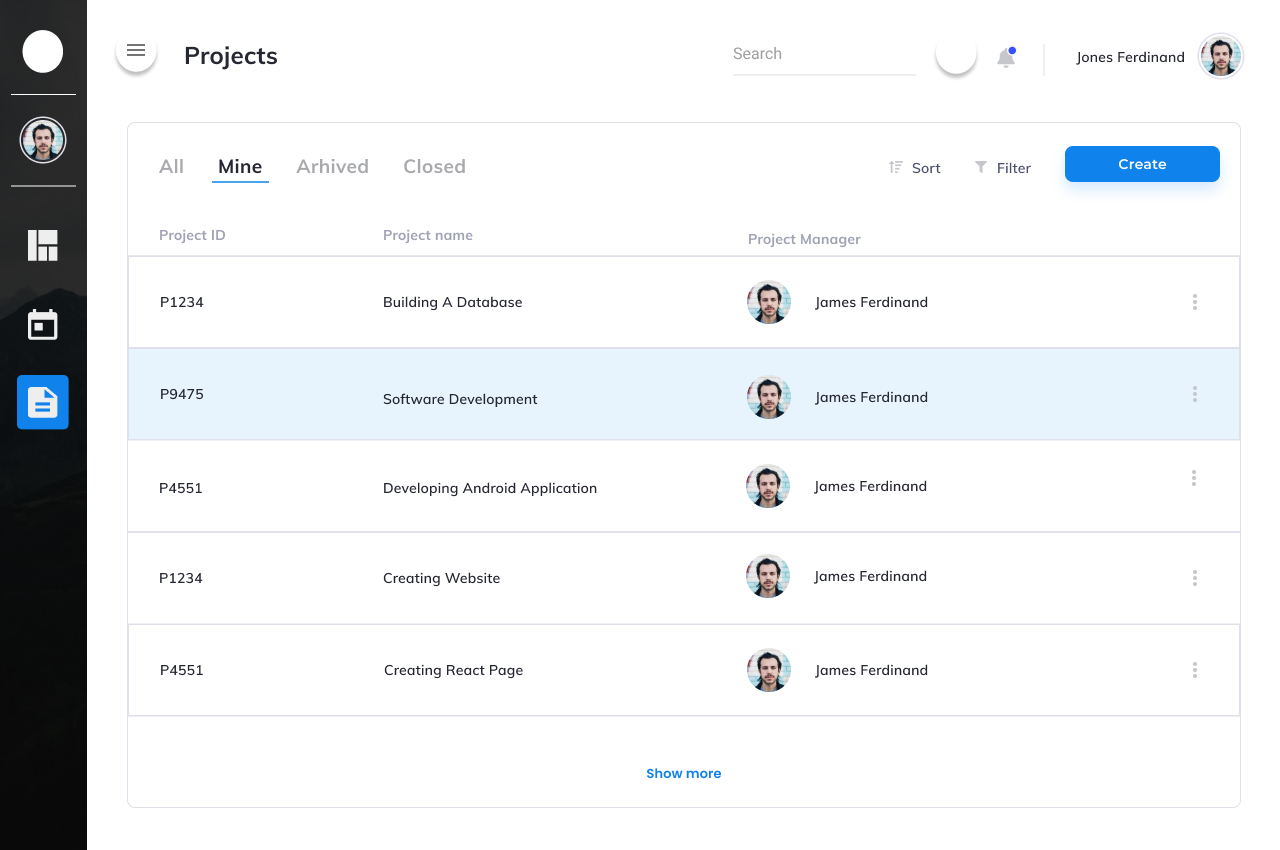 Projects
Search
Jones Ferdinand
All Mine Arhived Closed
Sort Filter Create
Project ID Project name Project Manager
P1234 Building A Database James Ferdinand
P9475 Software Development James Ferdinand
P4551 Developing Android Application James Ferdinand
P1234 Creating Website James Ferdinand
P4551 Creating React Page James Ferdinand
Show more